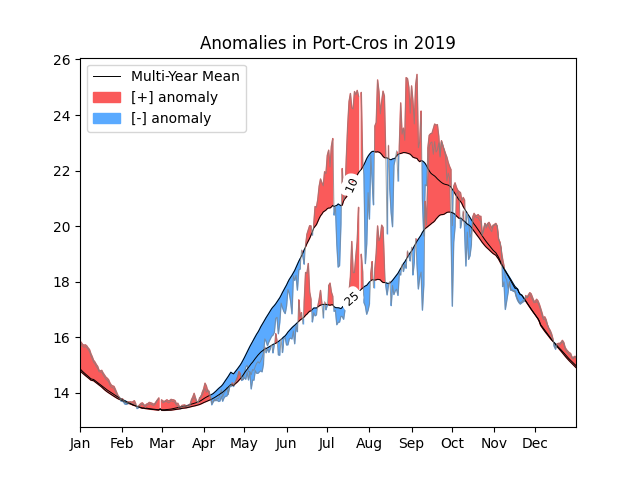 Anomalies in Port-Cros in 2019
26
24
22
20
18
16
14
Multi-Year Mean
[+] anomaly
[-] anomaly
10
25
Jan Feb Mar Apr May Jun Jul Aug Sep Oct Nov Dec